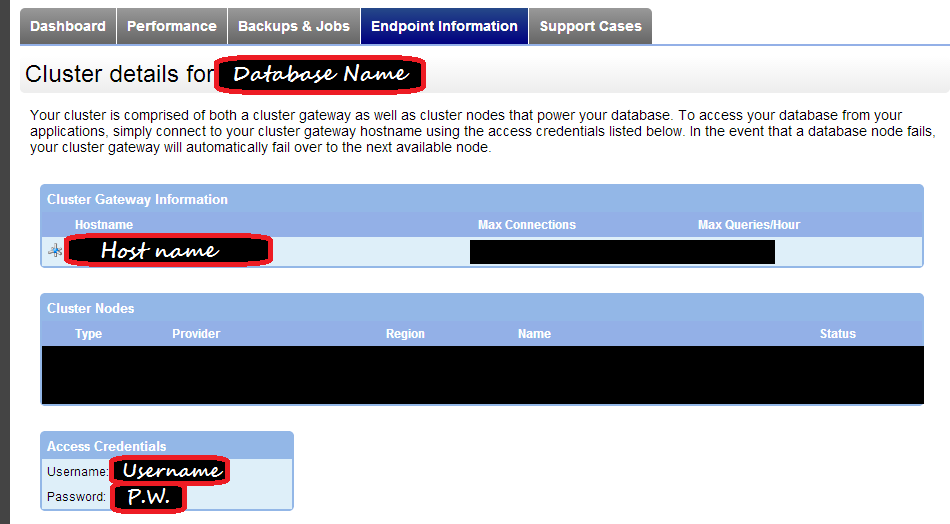 Dashboard Performance Backups & Jobs Endpoint Information Support Cases
Cluster details for Database Name
Your cluster is comprised of both a cluster gateway as well as cluster nodes that power your database. To access your database from your
applications, simply connect to your cluster gateway hostname using the access credentials listed below. In the event that a database node fails,
your cluster gateway will automatically fail over to the next available node.
Cluster Gateway Information
Hostname Max Connections Max Queries/Hour
Host name
Cluster Nodes
Type Provider Region Name Status
Access Credentials
Username: Username
Password: P.W.